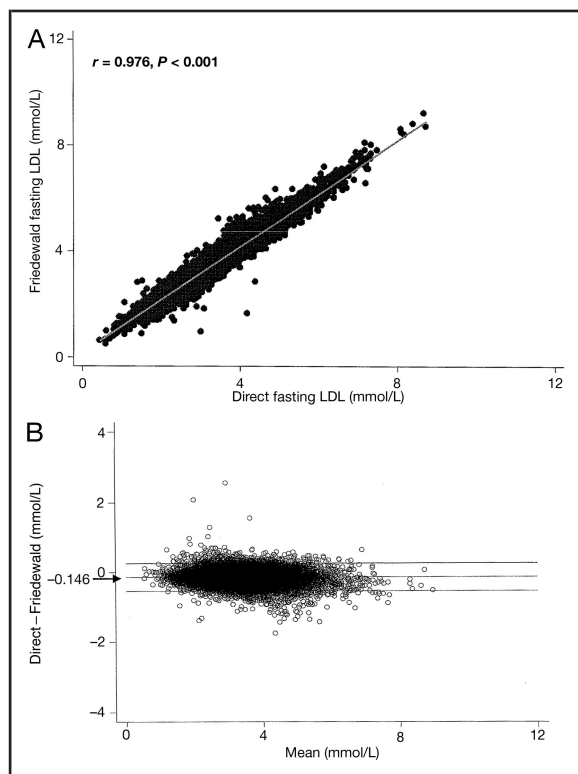 A
r = 0.976, P < 0.001
Friedewald fasting LDL (mmol/L)
12
8
4
0
0
4
8
12
Direct fasting LDL (mmol/L)
B
Direct – Friedewald (mmol/L)
4
2
0
−0.146
−2
−4
0
4
8
12
Mean (mmol/L)